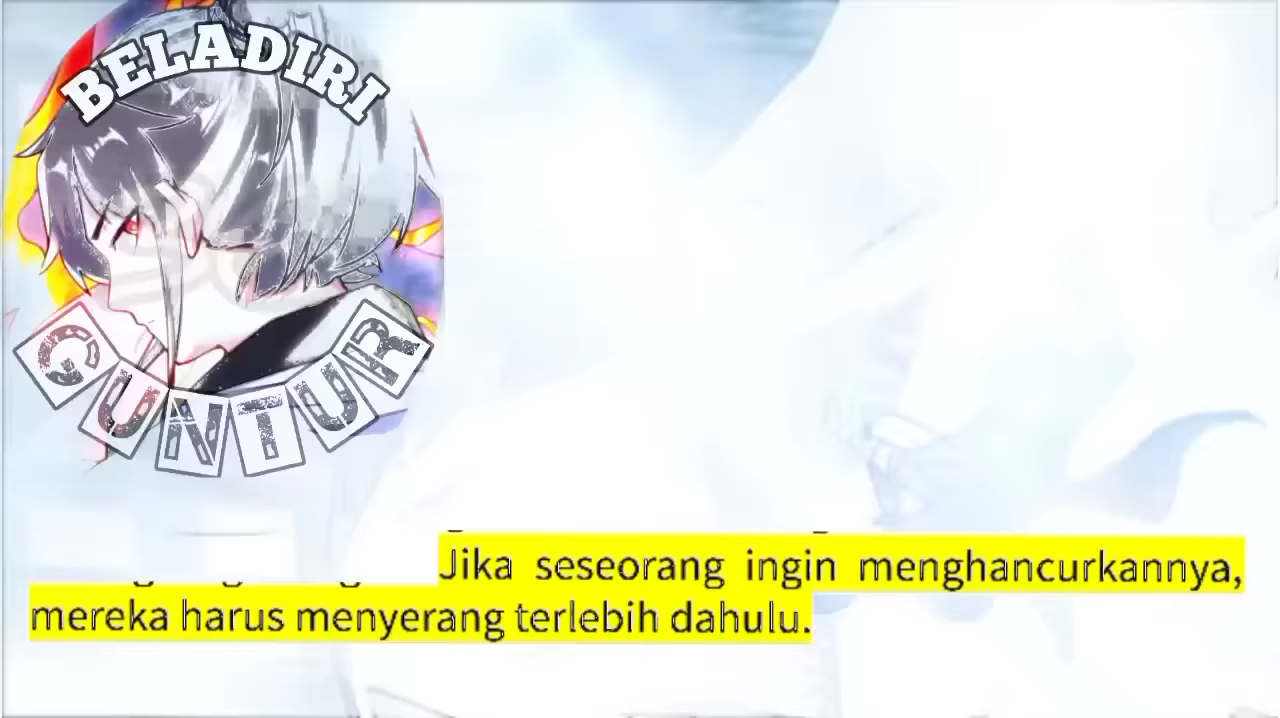 BELADIRI
GUNTUR
Jika seseorang ingin menghancurkannya,
mereka harus menyerang terlebih dahulu.